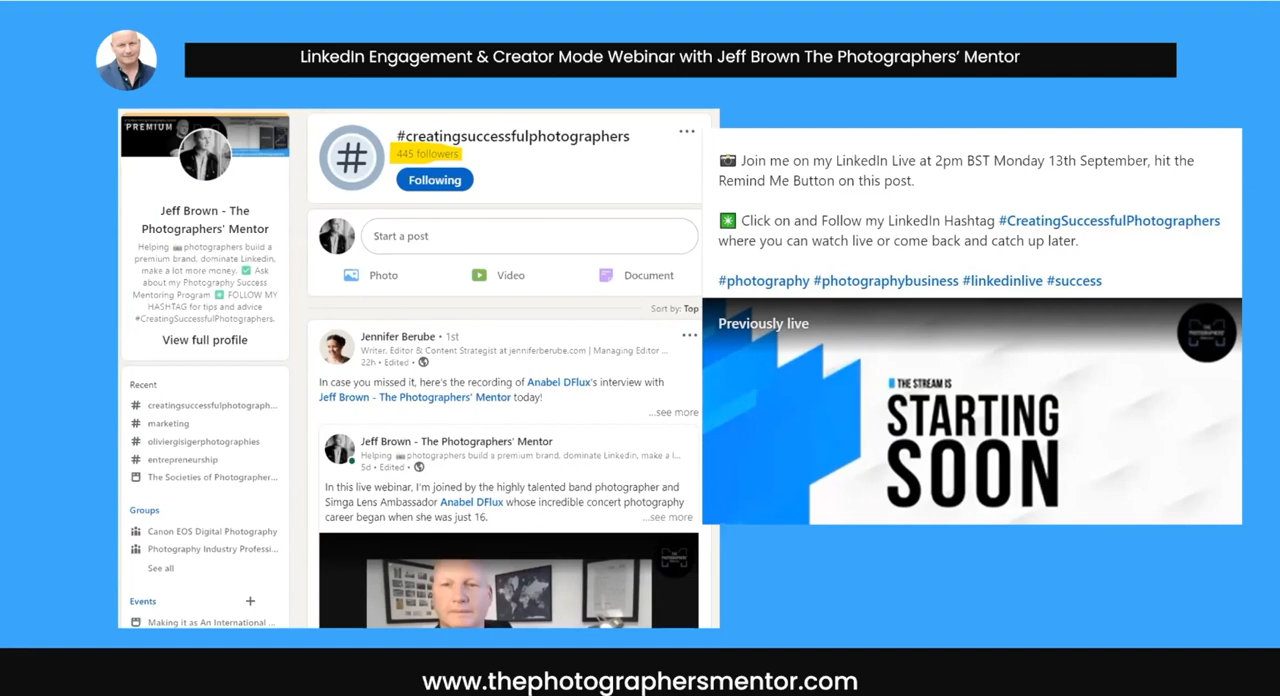 LinkedIn Engagement & Creator Mode Webinar with Jeff Brown The Photographers' Mentor
PREMIUM
Jeff Brown - The
Photographers' Mentor
Helping 📷 photographers build a
premium brand, dominate Linkedin,
make a lot more money. ✅ Ask
about my Photography Success
Mentoring Program ✳️ FOLLOW MY
HASHTAG for tips and advice
#CreatingSuccessfulPhotographers.
View full profile
Recent
# creatingsuccessfulphotograph...
# marketing
# oliviergisigerphotographies
# entrepreneurship
The Societies of Photographer...
Groups
Canon EOS Digital Photography
Photography Industry Professi...
See all
Events +
Making it as An International ...
#
#creatingsuccessfulphotographers
445 followers
Following
Start a post
Photo Video Document
Sort by: Top
Jennifer Berube • 1st
Writer, Editor & Content Strategist at jenniferberube.com | Managing Editor ...
22h • Edited •
In case you missed it, here's the recording of Anabel DFlux's interview with
Jeff Brown - The Photographers' Mentor today!
...see more
Jeff Brown - The Photographers' Mentor
Helping 📷 photographers build a premium brand, dominate Linkedin, make a l...
5d • Edited •
In this live webinar, I'm joined by the highly talented band photographer and
Simga Lens Ambassador Anabel DFlux whose incredible concert photography
career began when she was just 16.
...see more
📷 Join me on my LinkedIn Live at 2pm BST Monday 13th September, hit the
Remind Me Button on this post.
✳️ Click on and Follow my LinkedIn Hashtag #CreatingSuccessfulPhotographers
where you can watch live or come back and catch up later.
#photography #photographybusiness #linkedinlive #success
Previously live
THE STREAM IS
STARTING
SOON
www.thephotographersmentor.com